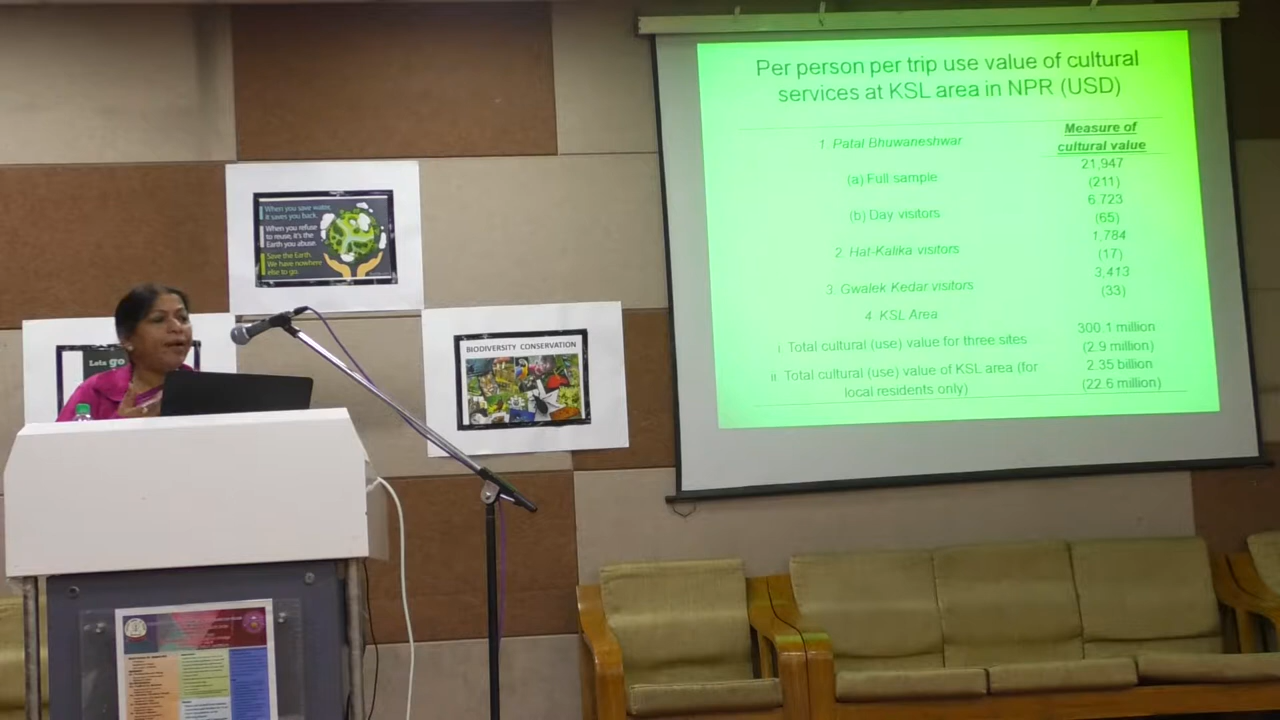 Per person per trip use value of cultural
services at KSL area in NPR (USD)
Measure of
cultural value
1. Patal Bhuwaneshwar
21,947
(a) Full sample
(211)
6.723
(b) Day visitors
(65)
1,784
2. Hat-Kalika visitors
(17)
3,413
3. Gwalek Kedar visitors
(33)
4. KSL Area
300.1 million
i. Total cultural (use) value for three sites
(2.9 million)
2.35 billion
ii. Total cultural (use) value of KSL area (for
local residents only)
(22.6 million)
When you save water,
it saves you back.
When you refuse
to reuse, it's the
Earth you abuse.
Save the Earth.
We have nowhere
else to go.
Lets go
BIODIVERSITY CONSERVATION